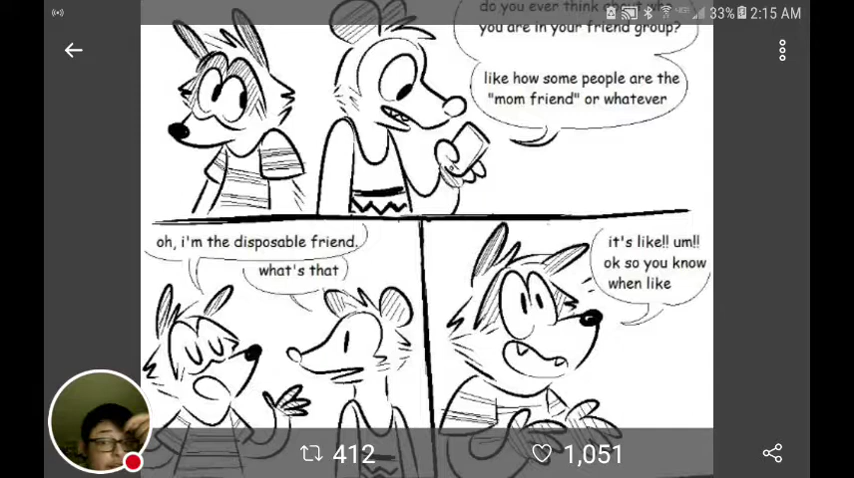 33% 2:15 AM
do you ever think about who
you are in your friend group?
like how some people are the
"mom friend" or whatever
oh, i'm the disposable friend.
what's that
it's like!! um!!
ok so you know
when like
412 1,051